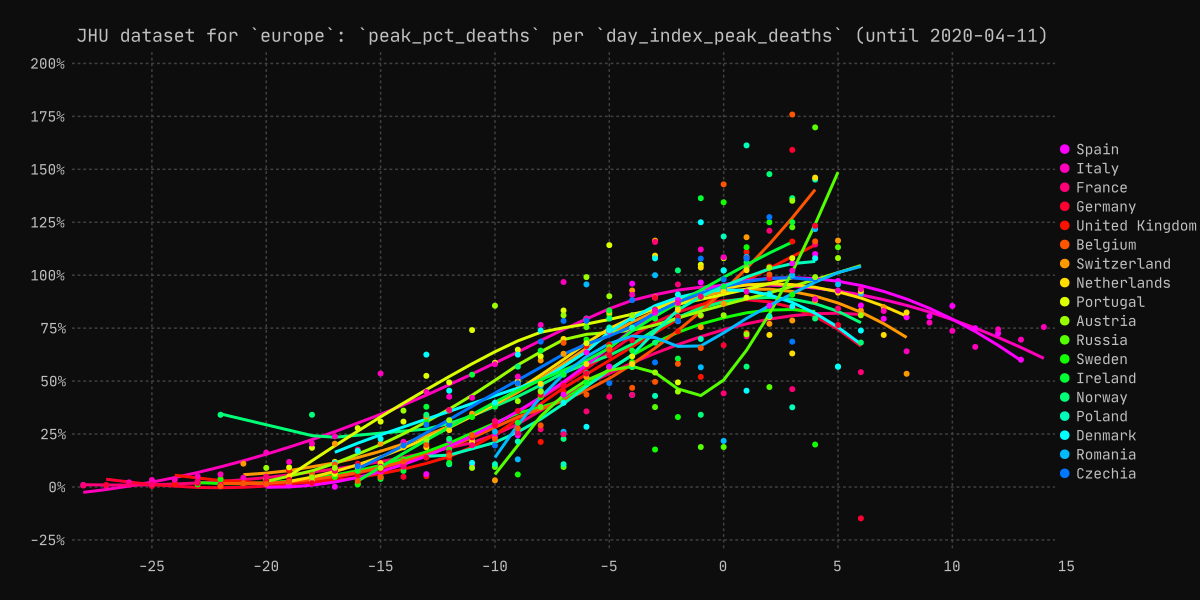 JHU dataset for `europe`: `peak_pct_deaths` per `day_index_peak_deaths` (until 2020-04-11)
200%
175%
150%
125%
100%
75%
50%
25%
0%
-25%
-25 -20 -15 -10 -5 0 5 10 15
Spain
Italy
France
Germany
United Kingdom
Belgium
Switzerland
Netherlands
Portugal
Austria
Russia
Sweden
Ireland
Norway
Poland
Denmark
Romania
Czechia